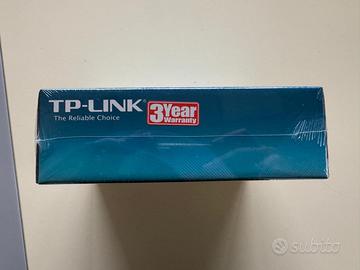 TP-LINK
The Reliable Choice
3 Year
Warranty
subito